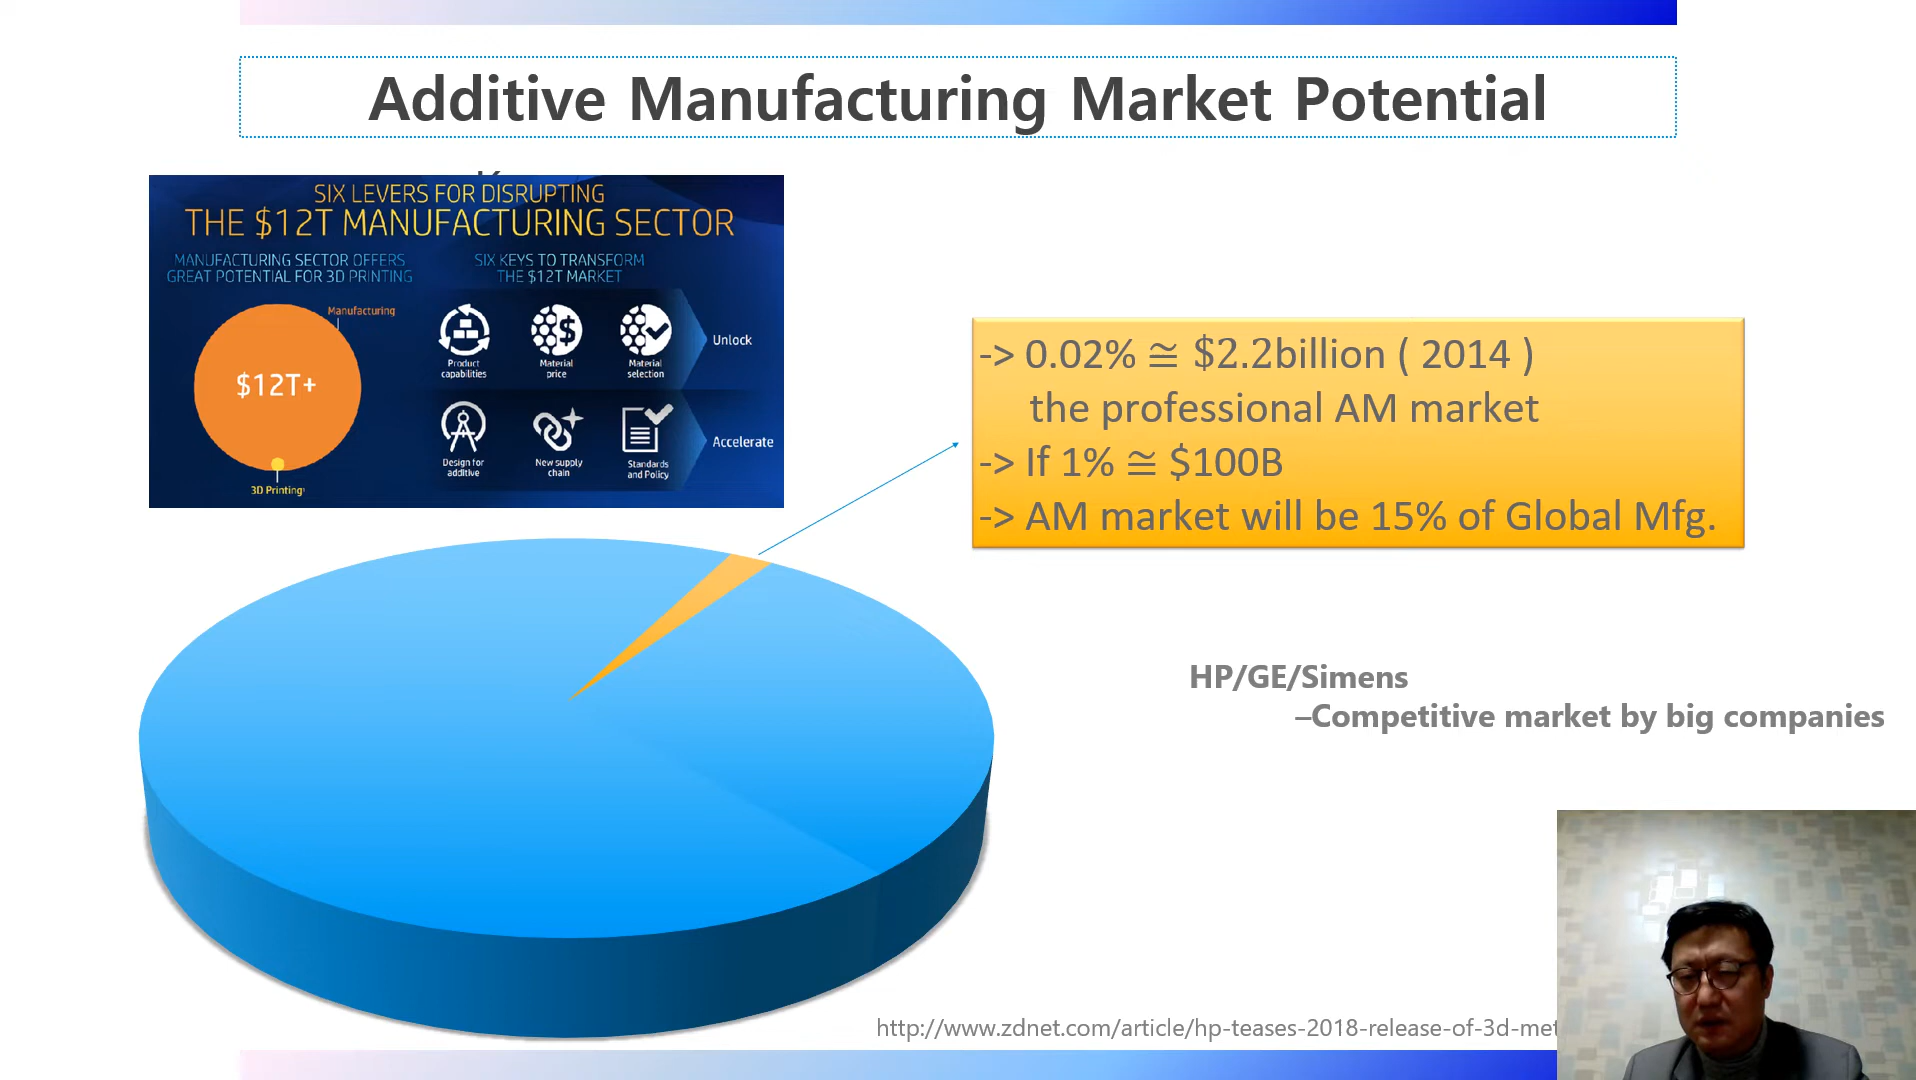 Additive Manufacturing Market Potential
SIX LEVERS FOR DISRUPTING
THE $12T MANUFACTURING SECTOR
MANUFACTURING SECTOR OFFERS
GREAT POTENTIAL FOR 3D PRINTING
SIX KEYS TO TRANSFORM
THE $12T MARKET
Manufacturing
$12T+
3D Printing
Product
capabilities
Material
price
Material
selection
Unlock
Design for
additive
New supply
chain
Standards
and Policy
Accelerate
-> 0.02% ≅ $2.2billion ( 2014 )
the professional AM market
-> If 1% ≅ $100B
-> AM market will be 15% of Global Mfg.
HP/GE/Simens
–Competitive market by big companies
http://www.zdnet.com/article/hp-teases-2018-release-of-3d-met